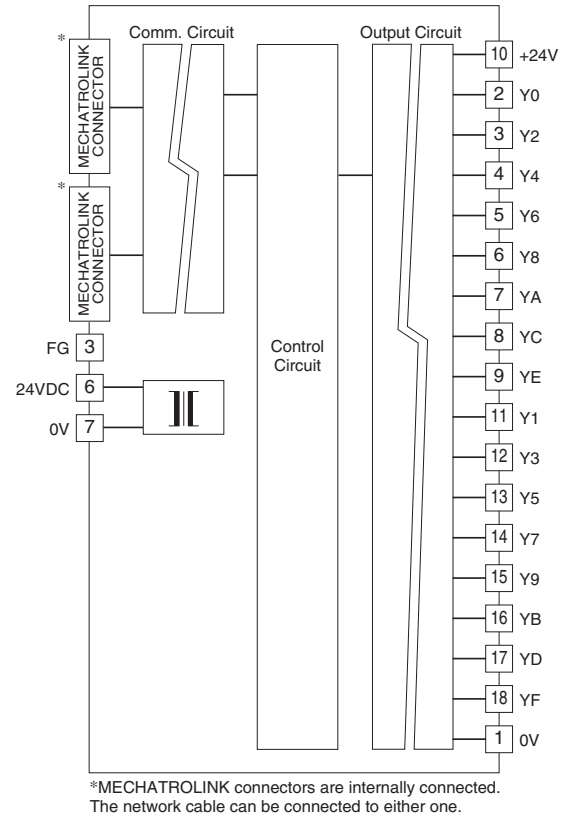 Comm. Circuit
Output Circuit
*
MECHATROLINK
CONNECTOR
*
MECHATROLINK
CONNECTOR
FG 3
24VDC 6
0V 7
Control
Circuit
10 +24V
2 Y0
3 Y2
4 Y4
5 Y6
6 Y8
7 YA
8 YC
9 YE
11 Y1
12 Y3
13 Y5
14 Y7
15 Y9
16 YB
17 YD
18 YF
1 0V
*MECHATROLINK connectors are internally connected.
The network cable can be connected to either one.